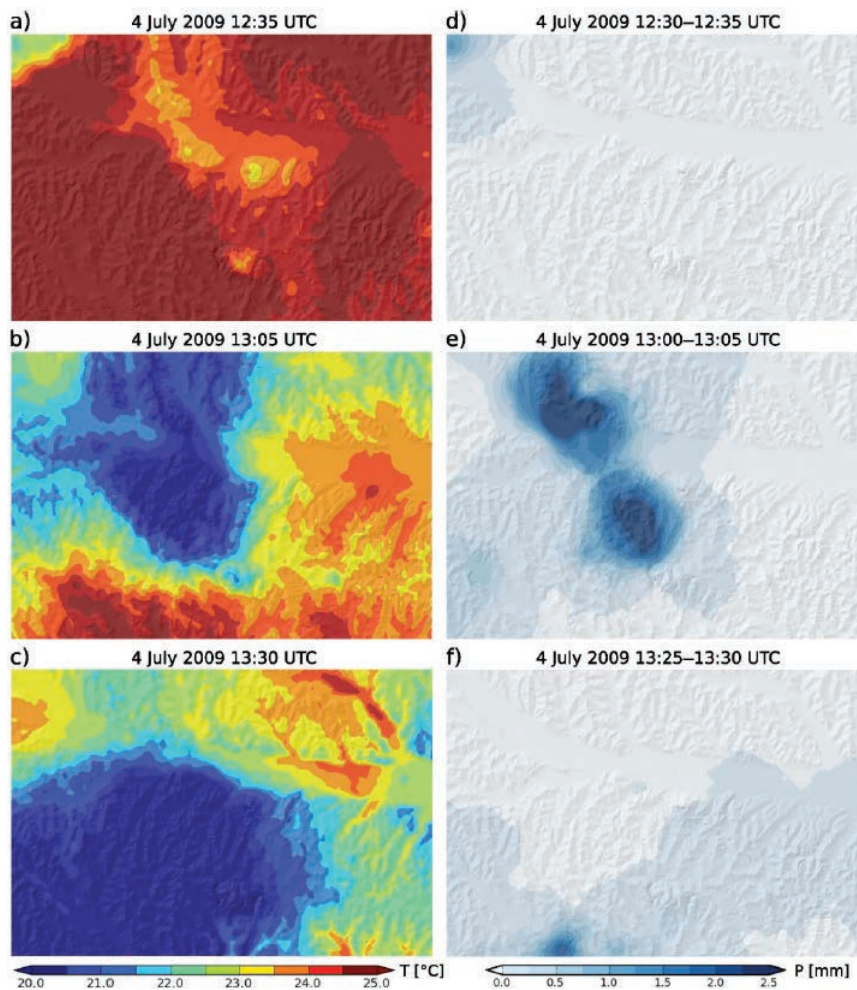 a) 4 July 2009 12:35 UTC
d) 4 July 2009 12:30–12:35 UTC
b) 4 July 2009 13:05 UTC
e) 4 July 2009 13:00–13:05 UTC
c) 4 July 2009 13:30 UTC
f) 4 July 2009 13:25–13:30 UTC
20.0 21.0 22.0 23.0 24.0 25.0 T [°C]
0.0 0.5 1.0 1.5 2.0 2.5 P [mm]